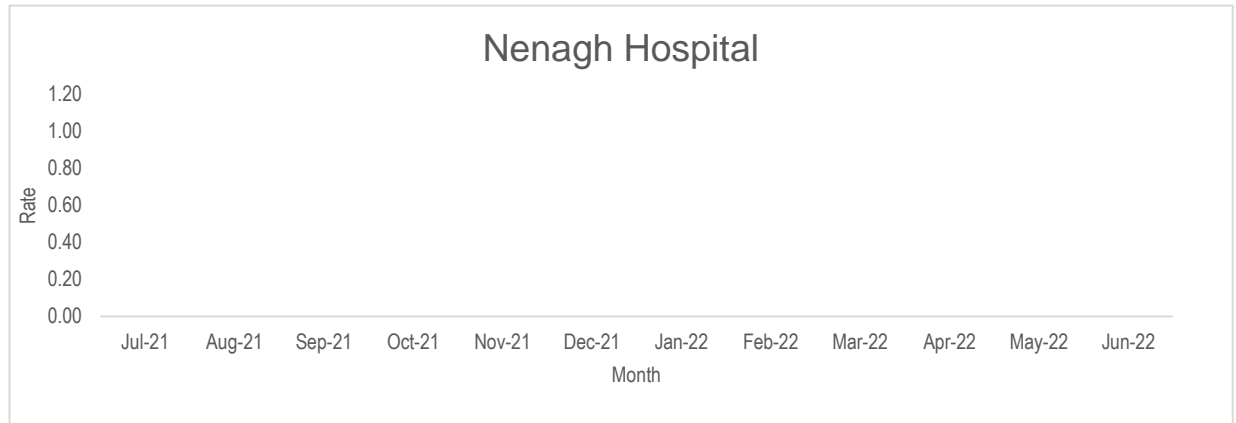 Nenagh Hospital
1.20
1.00
0.80
0.60
0.40
0.20
0.00
Rate
Jul-21 Aug-21 Sep-21 Oct-21 Nov-21 Dec-21 Jan-22 Feb-22 Mar-22 Apr-22 May-22 Jun-22
Month